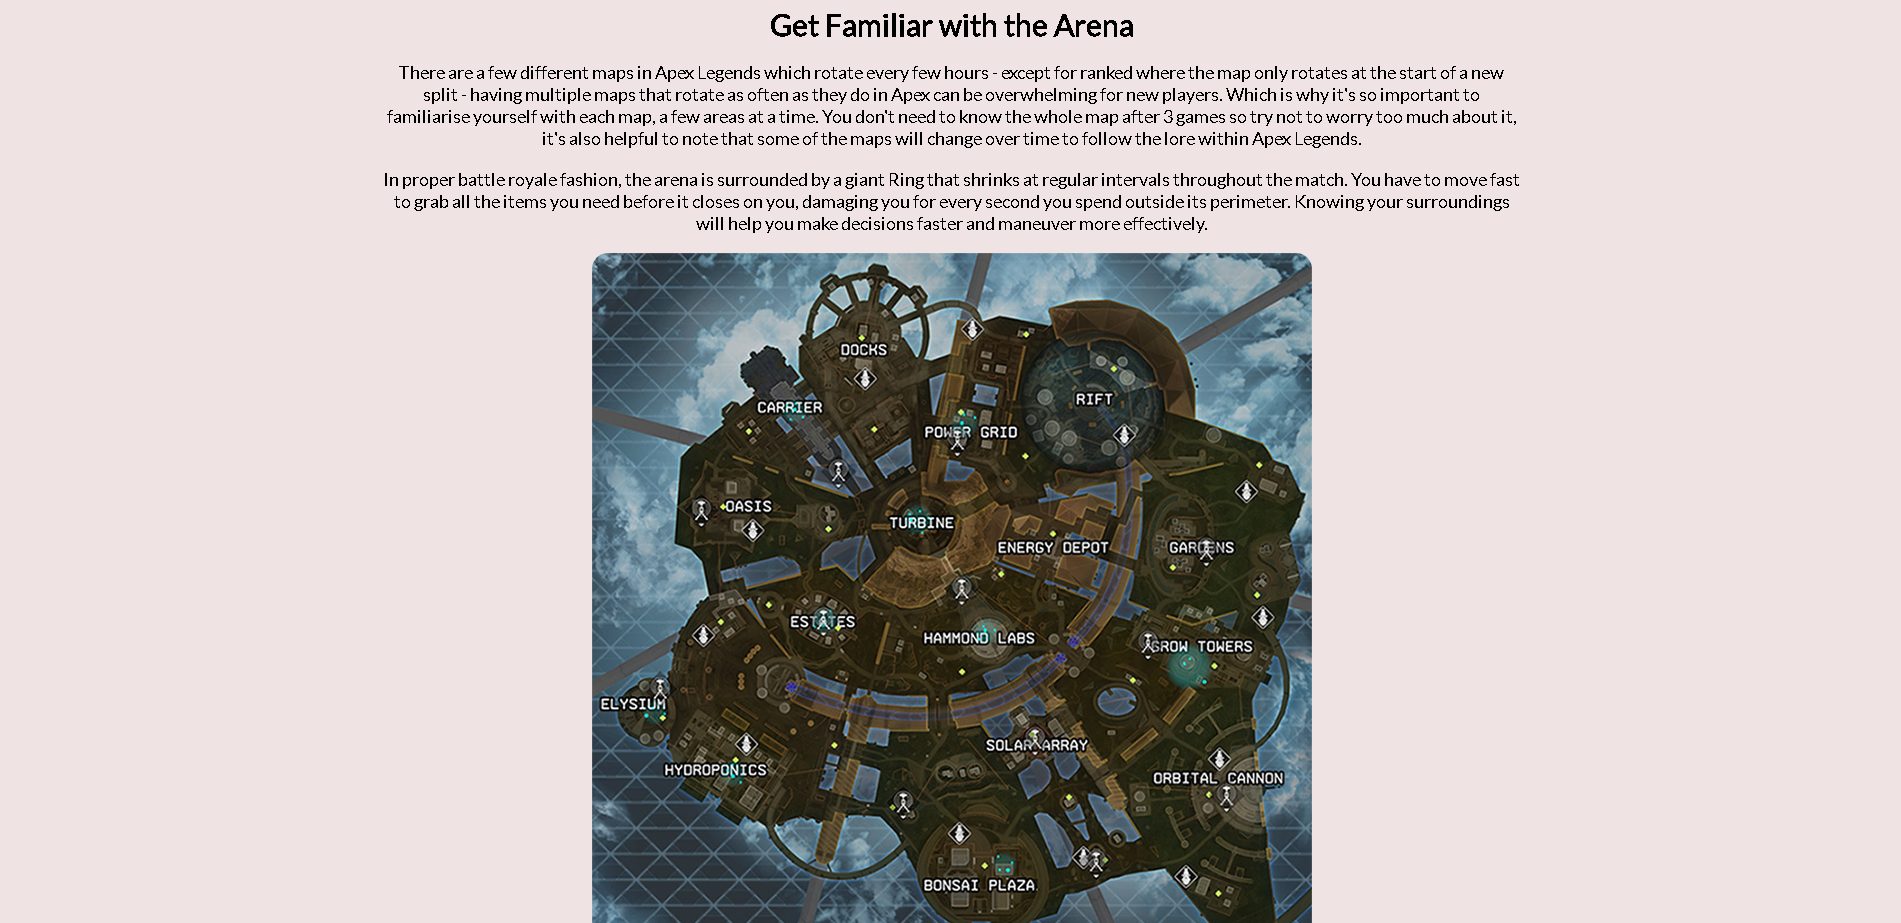 Get Familiar with the Arena
There are a few different maps in Apex Legends which rotate every few hours - except for ranked where the map only rotates at the start of a new
split - having multiple maps that rotate as often as they do in Apex can be overwhelming for new players. Which is why it's so important to
familiarise yourself with each map, a few areas at a time. You don't need to know the whole map after 3 games so try not to worry too much about it,
it's also helpful to note that some of the maps will change over time to follow the lore within Apex Legends.
In proper battle royale fashion, the arena is surrounded by a giant Ring that shrinks at regular intervals throughout the match. You have to move fast
to grab all the items you need before it closes on you, damaging you for every second you spend outside its perimeter. Knowing your surroundings
will help you make decisions faster and maneuver more effectively.
DOCKS
CARRIER
RIFT
POWER GRID
OASIS
TURBINE
ENERGY DEPOT
GARDENS
ESTATES
HAMMOND LABS
GROW TOWERS
ELYSIUM
SOLAR ARRAY
HYDROPONICS
ORBITAL CANNON
BONSAI PLAZA